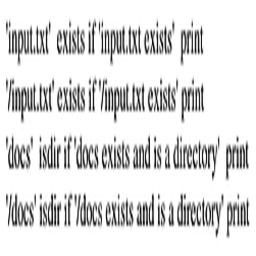 'input.txt' exists if 'input.txt exists' print
'/input.txt' exists if '/input.txt exists' print
'docs' isdir if 'docs exists and is a directory' print
'/docs' isdir if '/docs exists and is a directory' print